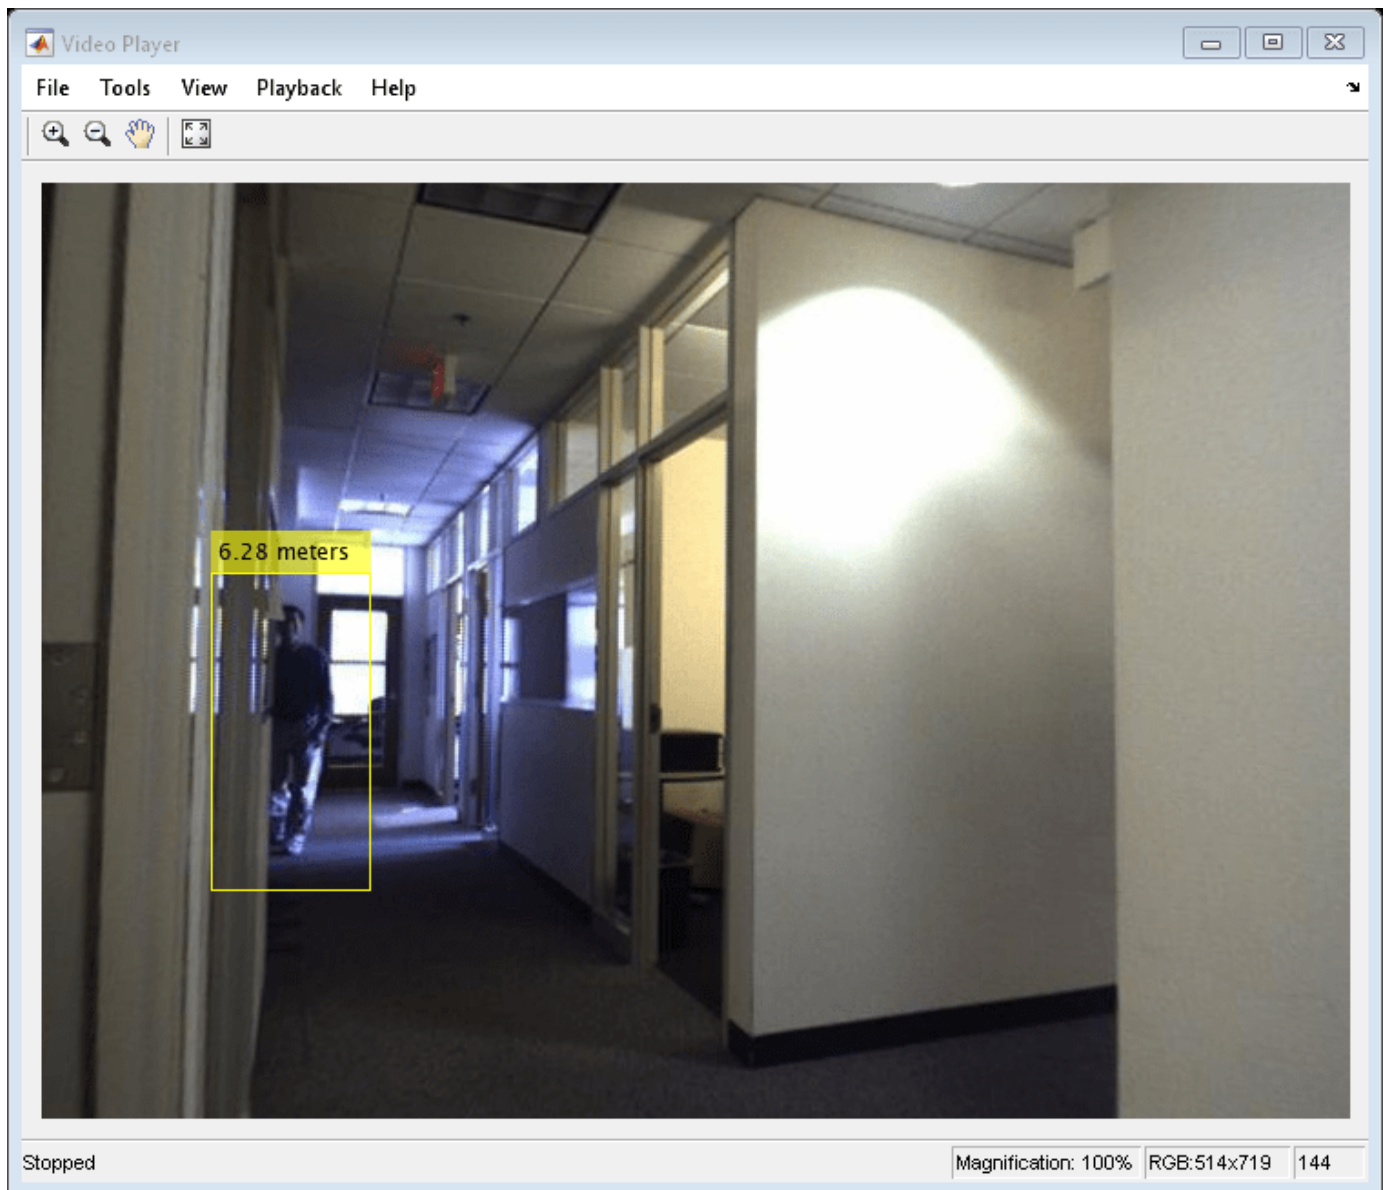 Video Player
File Tools View Playback Help
6.28 meters
Stopped
Magnification: 100% RGB:514x719 144